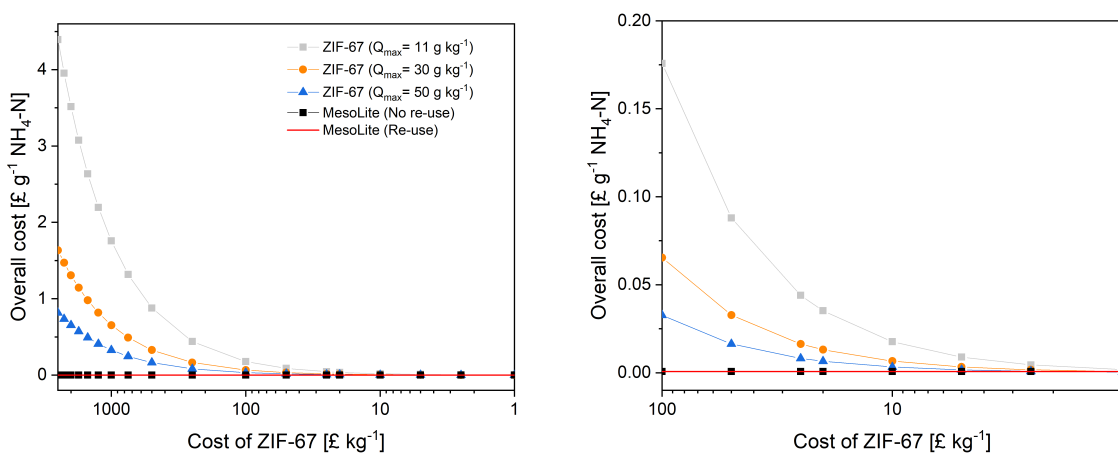 Overall cost [£ g⁻¹ NH₄-N]
4
3
2
1
0
ZIF-67 (Qmax= 11 g kg⁻¹)
ZIF-67 (Qmax= 30 g kg⁻¹)
ZIF-67 (Qmax= 50 g kg⁻¹)
MesoLite (No re-use)
MesoLite (Re-use)
1000
100
10
1
Cost of ZIF-67 [£ kg⁻¹]
Overall cost [£ g⁻¹ NH₄-N]
0.20
0.15
0.10
0.05
0.00
100
10
Cost of ZIF-67 [£ kg⁻¹]